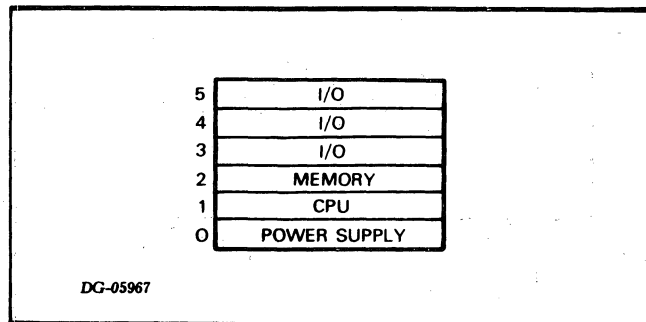 5 I/O
4 I/O
3 I/O
2 MEMORY
1 CPU
0 POWER SUPPLY
DG-05967